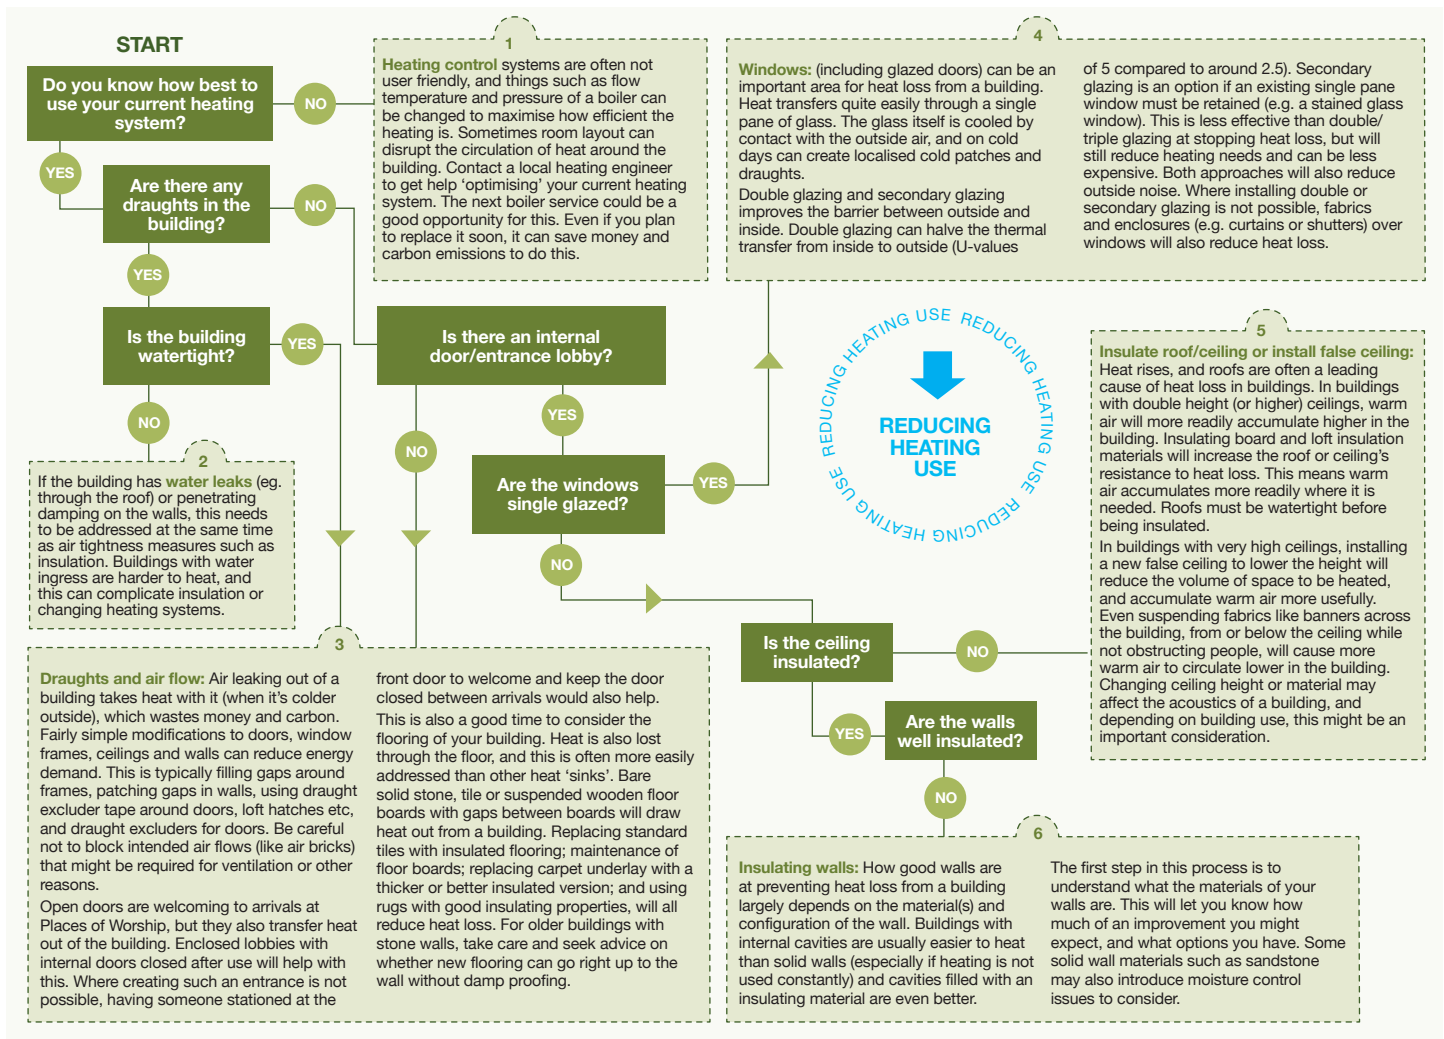 START
Do you know how best to
use your current heating
system?
NO
YES
Are there any
draughts in the
building?
NO
YES
Is the building
watertight?
YES
NO
1
Heating control systems are often not
user friendly, and things such as flow
temperature and pressure of a boiler can
be changed to maximise how efficient the
heating is. Sometimes room layout can
disrupt the circulation of heat around the
building. Contact a local heating engineer
to get help ‘optimising’ your current heating
system. The next boiler service could be a
good opportunity for this. Even if you plan
to replace it soon, it can save money and
carbon emissions to do this.
2
If the building has water leaks (eg.
through the roof) or penetrating
damping on the walls, this needs
to be addressed at the same time
as air tightness measures such as
insulation. Buildings with water
ingress are harder to heat, and
this can complicate insulation or
changing heating systems.
Is there an internal
door/entrance lobby?
YES
NO
Are the windows
single glazed?
YES
NO
3
Draughts and air flow: Air leaking out of a
building takes heat with it (when it’s colder
outside), which wastes money and carbon.
Fairly simple modifications to doors, window
frames, ceilings and walls can reduce energy
demand. This is typically filling gaps around
frames, patching gaps in walls, using draught
excluder tape around doors, loft hatches etc,
and draught excluders for doors. Be careful
not to block intended air flows (like air bricks)
that might be required for ventilation or other
reasons.
Open doors are welcoming to arrivals at
Places of Worship, but they also transfer heat
out of the building. Enclosed lobbies with
internal doors closed after use will help with
this. Where creating such an entrance is not
possible, having someone stationed at the
front door to welcome and keep the door
closed between arrivals would also help.
This is also a good time to consider the
flooring of your building. Heat is also lost
through the floor, and this is often more easily
addressed than other heat ‘sinks’. Bare
solid stone, tile or suspended wooden floor
boards with gaps between boards will draw
heat out from a building. Replacing standard
tiles with insulated flooring; maintenance of
floor boards; replacing carpet underlay with a
thicker or better insulated version; and using
rugs with good insulating properties, will all
reduce heat loss. For older buildings with
stone walls, take care and seek advice on
whether new flooring can go right up to the
wall without damp proofing.
4
Windows: (including glazed doors) can be an
important area for heat loss from a building.
Heat transfers quite easily through a single
pane of glass. The glass itself is cooled by
contact with the outside air, and on cold
days can create localised cold patches and
draughts.
Double glazing and secondary glazing
improves the barrier between outside and
inside. Double glazing can halve the thermal
transfer from inside to outside (U-values
of 5 compared to around 2.5). Secondary
glazing is an option if an existing single pane
window must be retained (e.g. a stained glass
window). This is less effective than double/
triple glazing at stopping heat loss, but will
still reduce heating needs and can be less
expensive. Both approaches will also reduce
outside noise. Where installing double or
secondary glazing is not possible, fabrics
and enclosures (e.g. curtains or shutters) over
windows will also reduce heat loss.
REDUCING HEATING USE REDUCING HEATING USE REDUCING HEATING USE
REDUCING
HEATING
USE
Is the ceiling
insulated?
NO
YES
Are the walls
well insulated?
NO
5
Insulate roof/ceiling or install false ceiling:
Heat rises, and roofs are often a leading
cause of heat loss in buildings. In buildings
with double height (or higher) ceilings, warm
air will more readily accumulate higher in the
building. Insulating board and loft insulation
materials will increase the roof or ceiling’s
resistance to heat loss. This means warm
air accumulates more readily where it is
needed. Roofs must be watertight before
being insulated.
In buildings with very high ceilings, installing
a new false ceiling to lower the height will
reduce the volume of space to be heated,
and accumulate warm air more usefully.
Even suspending fabrics like banners across
the building, from or below the ceiling while
not obstructing people, will cause more
warm air to circulate lower in the building.
Changing ceiling height or material may
affect the acoustics of a building, and
depending on building use, this might be an
important consideration.
6
Insulating walls: How good walls are
at preventing heat loss from a building
largely depends on the material(s) and
configuration of the wall. Buildings with
internal cavities are usually easier to heat
than solid walls (especially if heating is not
used constantly) and cavities filled with an
insulating material are even better.
The first step in this process is to
understand what the materials of your
walls are. This will let you know how
much of an improvement you might
expect, and what options you have. Some
solid wall materials such as sandstone
may also introduce moisture control
issues to consider.